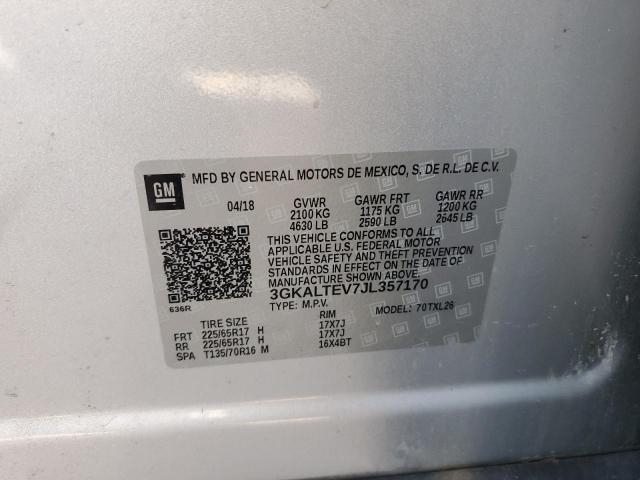 GM
MFD BY GENERAL MOTORS DE MEXICO, S. DE R.L. DE C.V.
04/18 GVWR GAWR FRT GAWR RR
2100 KG 1175 KG 1200 KG
4630 LB 2590 LB 2645 LB
THIS VEHICLE CONFORMS TO ALL
APPLICABLE U.S. FEDERAL MOTOR
VEHICLE SAFETY AND THEFT PREVENTION
STANDARDS IN EFFECT ON THE DATE OF
MANUFACTURE SHOWN ABOVE.
3GKALTEV7JL357170
TYPE: M.P.V. MODEL: 70TXL26
636R
TIRE SIZE RIM
FRT 225/65R17 H 17X7J
RR 225/65R17 H 17X7J
SPA T135/70R16 M 16X4BT